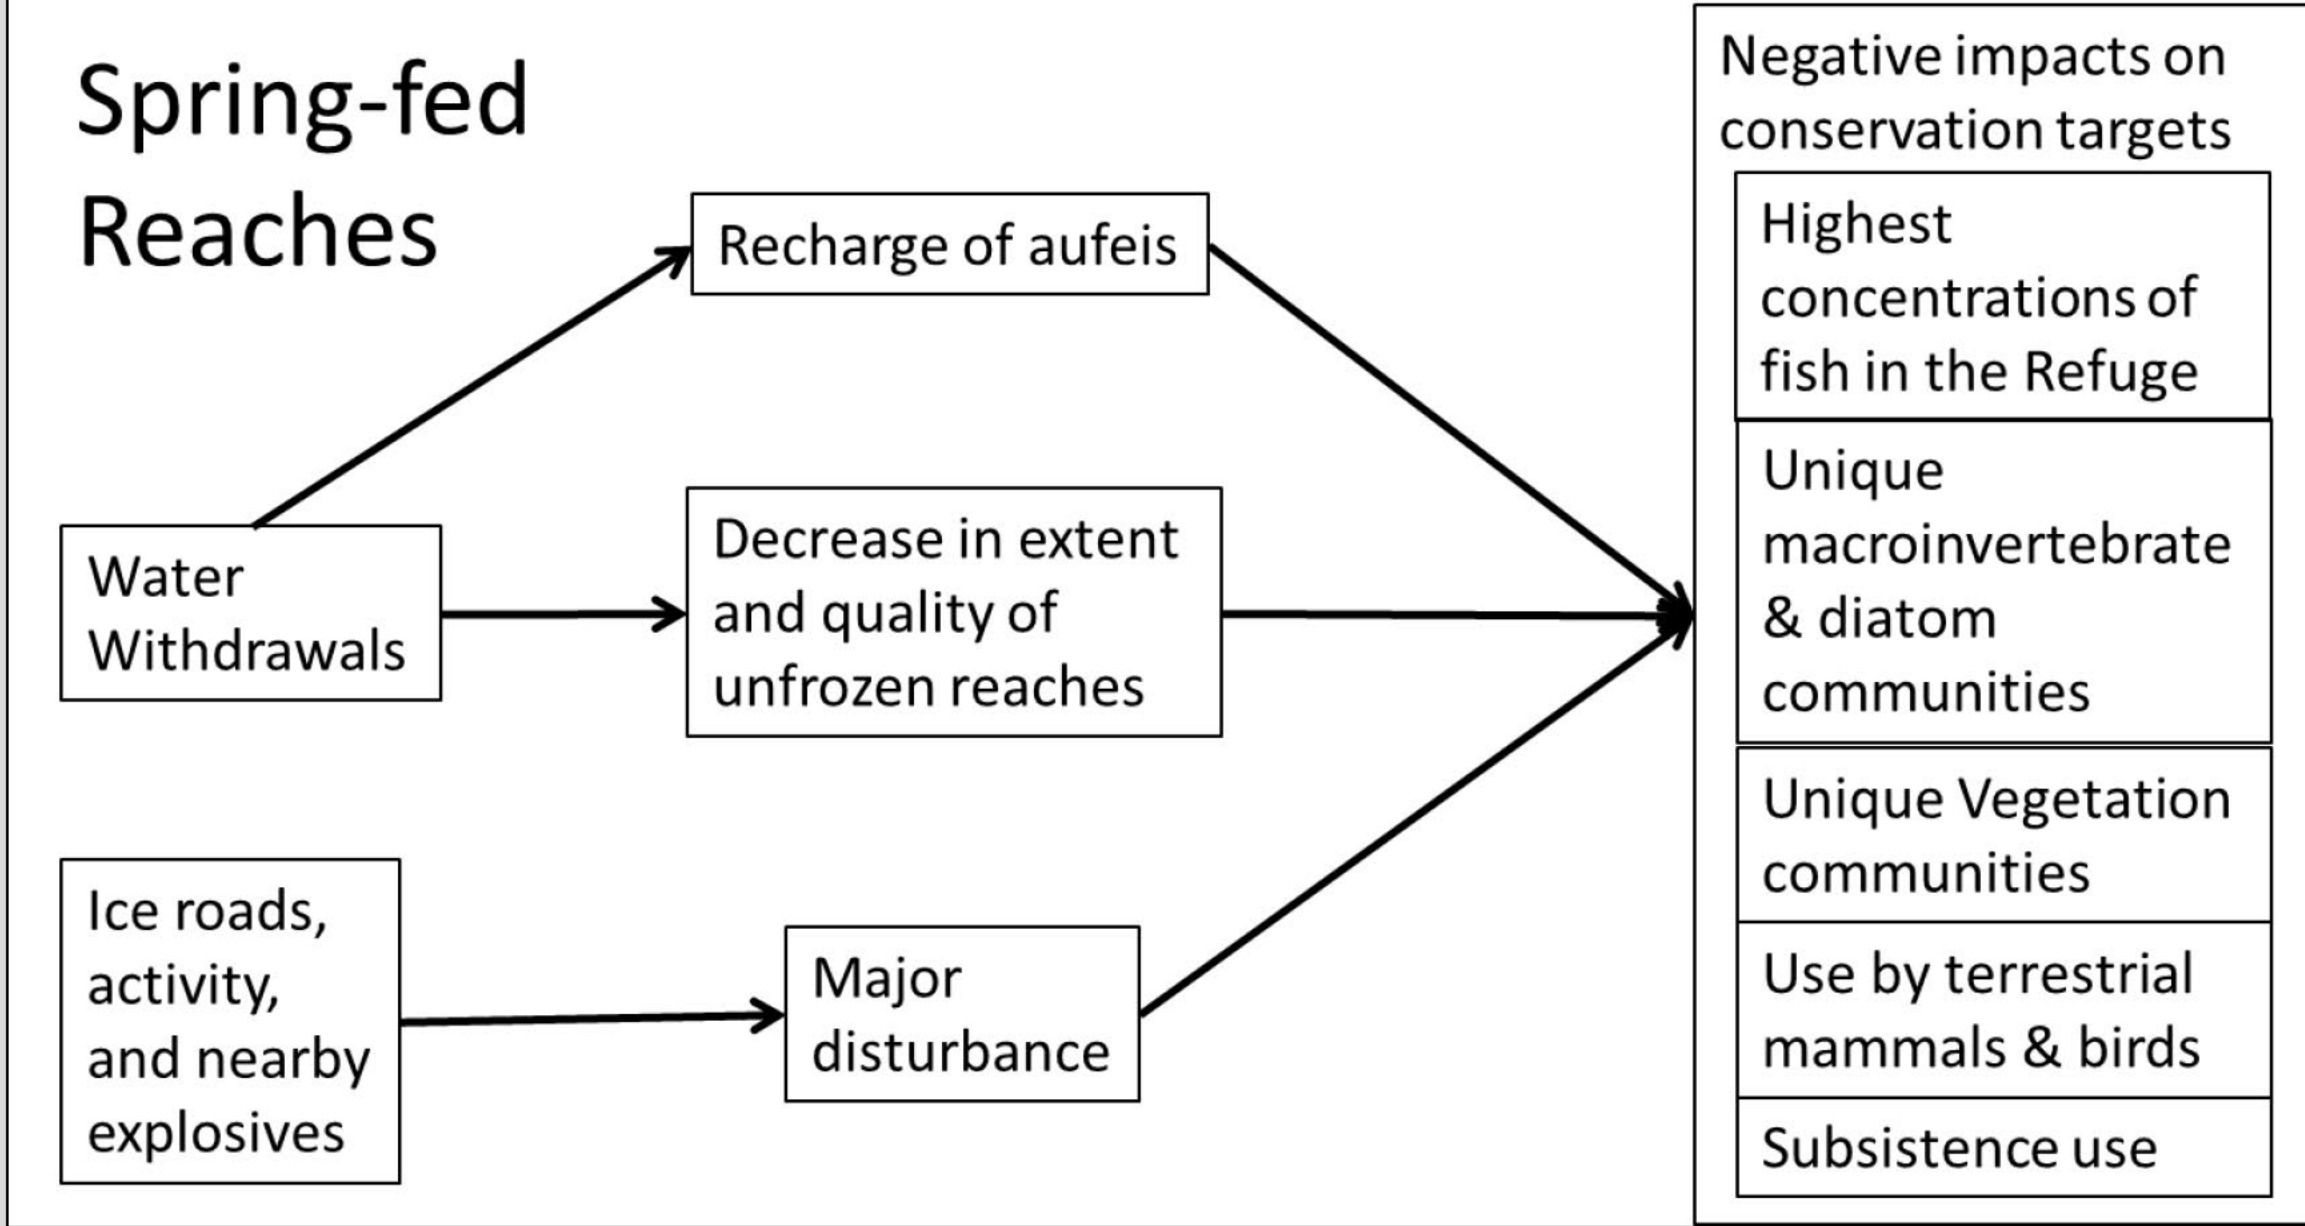 Spring-fed
Reaches
Recharge of aufeis
Water
Withdrawals
Decrease in extent
and quality of
unfrozen reaches
Ice roads,
activity,
and nearby
explosives
Major
disturbance
Negative impacts on
conservation targets
Highest
concentrations of
fish in the Refuge
Unique
macroinvertebrate
& diatom
communities
Unique Vegetation
communities
Use by terrestrial
mammals & birds
Subsistence use